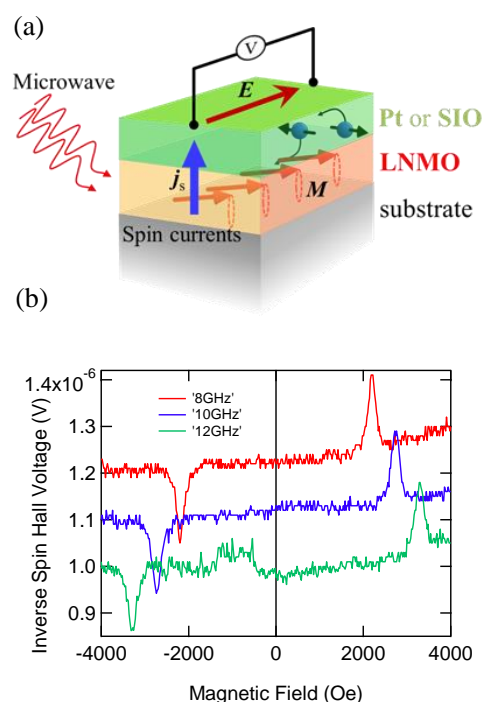 (a)
V
Microwave
E
Pt or SIO
js
LNMO
M
substrate
Spin currents
(b)
1.4x10-6
'8GHz'
'10GHz'
'12GHz'
1.3
1.2
1.1
1.0
0.9
Inverse Spin Hall Voltage (V)
-4000 -2000 0 2000 4000
Magnetic Field (Oe)